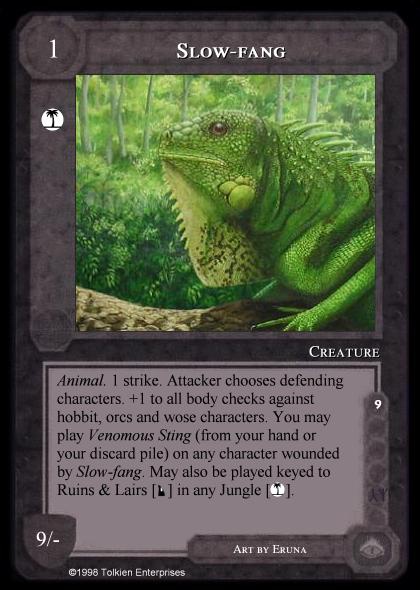 1
SLOW-FANG
CREATURE
Animal. 1 strike. Attacker chooses defending
characters. +1 to all body checks against
hobbit, orcs and wose characters. You may
play Venomous Sting (from your hand or
your discard pile) on any character wounded
by Slow-fang. May also be played keyed to
Ruins & Lairs [ ] in any Jungle [ ].
9
9/-
ART BY ERUNA
©1998 Tolkien Enterprises